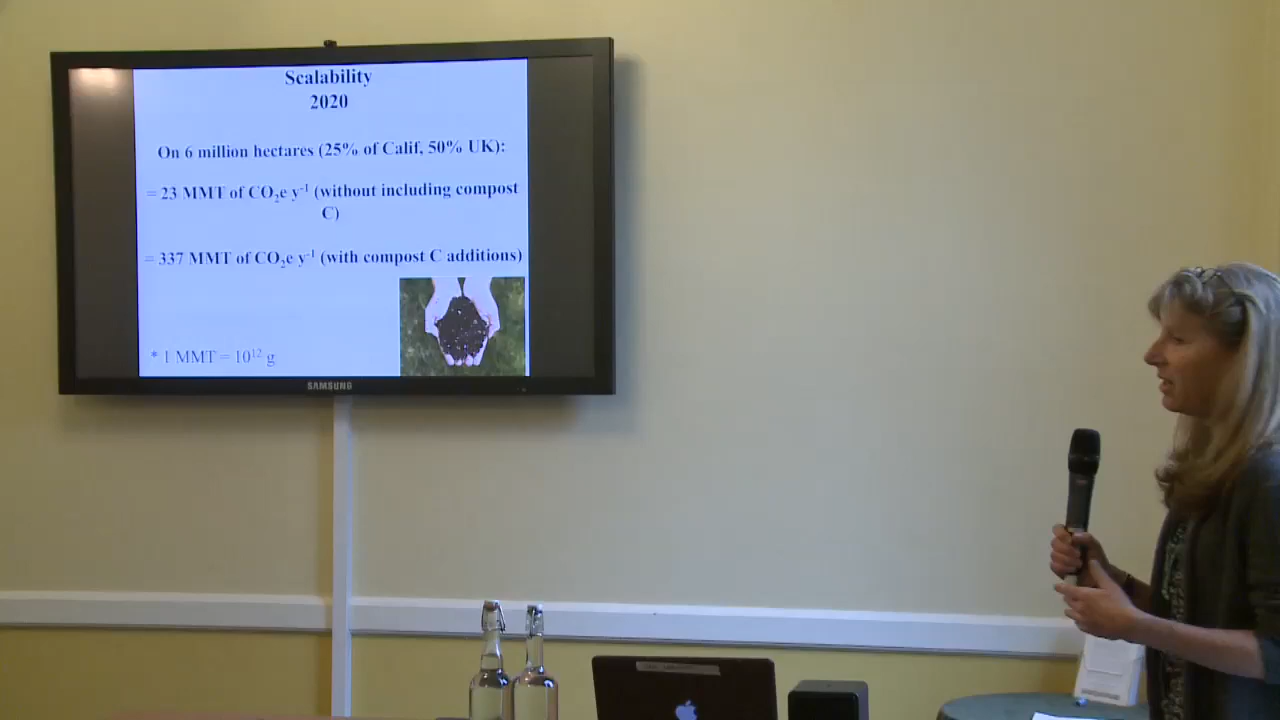 Scalability
2020
On 6 million hectares (25% of Calif, 50% UK):
= 23 MMT of CO₂e y⁻¹ (without including compost
C)
= 337 MMT of CO₂e y⁻¹ (with compost C additions)
* 1 MMT = 10¹² g
SAMSUNG